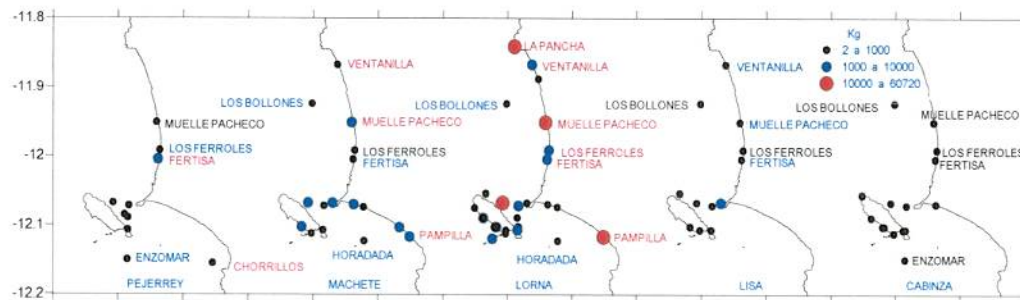 -11.8
-11.9
-12
-12.1
-12.2
MUELLE PACHECO
LOS FERROLES
FERTISA
ENZOMAR
CHORRILLOS
PEJERREY
VENTANILLA
LOS BOLLONES
MUELLE PACHECO
LOS FERROLES
FERTISA
PAMPILLA
HORADADA
MACHETE
LA PANCHA
VENTANILLA
LOS BOLLONES
MUELLE PACHECO
LOS FERROLES
FERTISA
PAMPILLA
HORADADA
LORNA
VENTANILLA
LOS BOLLONES
MUELLE PACHECO
LOS FERROLES
FERTISA
LISA
Kg
2 a 1000
1000 a 10000
10000 a 60720
LOS BOLLONES
MUELLE PACHECO
LOS FERROLES
FERTISA
ENZOMAR
CABINZA